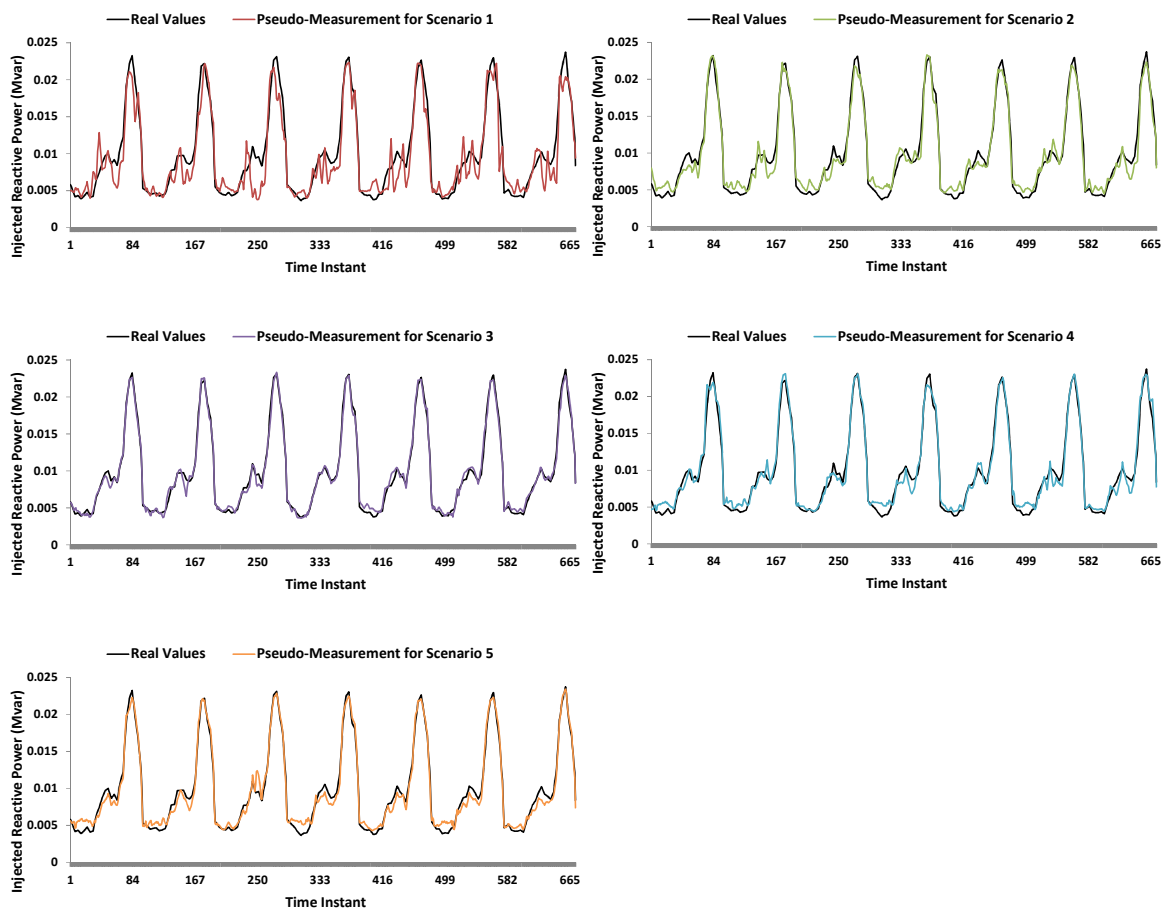 Real Values Pseudo-Measurement for Scenario 1
Injected Reactive Power (Mvar)
0.025
0.02
0.015
0.01
0.005
0
1 84 167 250 333 416 499 582 665
Time Instant
Real Values Pseudo-Measurement for Scenario 2
Injected Reactive Power (Mvar)
0.025
0.02
0.015
0.01
0.005
0
1 84 167 250 333 416 499 582 665
Time Instant
Real Values Pseudo-Measurement for Scenario 3
Injected Reactive Power (Mvar)
0.025
0.02
0.015
0.01
0.005
0
1 84 167 250 333 416 499 582 665
Time Instant
Real Values Pseudo-Measurement for Scenario 4
Injected Reactive Power (Mvar)
0.025
0.02
0.015
0.01
0.005
0
1 84 167 250 333 416 499 582 665
Time Instant
Real Values Pseudo-Measurement for Scenario 5
Injected Reactive Power (Mvar)
0.025
0.02
0.015
0.01
0.005
0
1 84 167 250 333 416 499 582 665
Time Instant